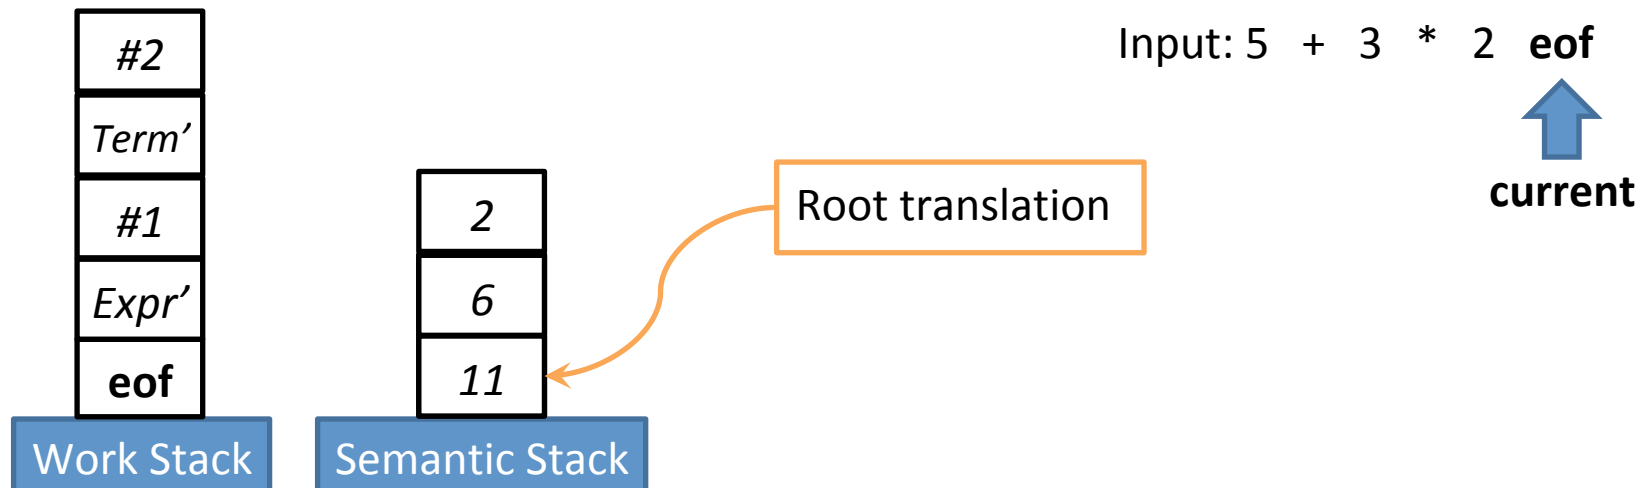 Input: 5 + 3 * 2 eof
current
#2
Term’
#1
Expr’
eof
Work Stack
2
6
11
Semantic Stack
Root translation